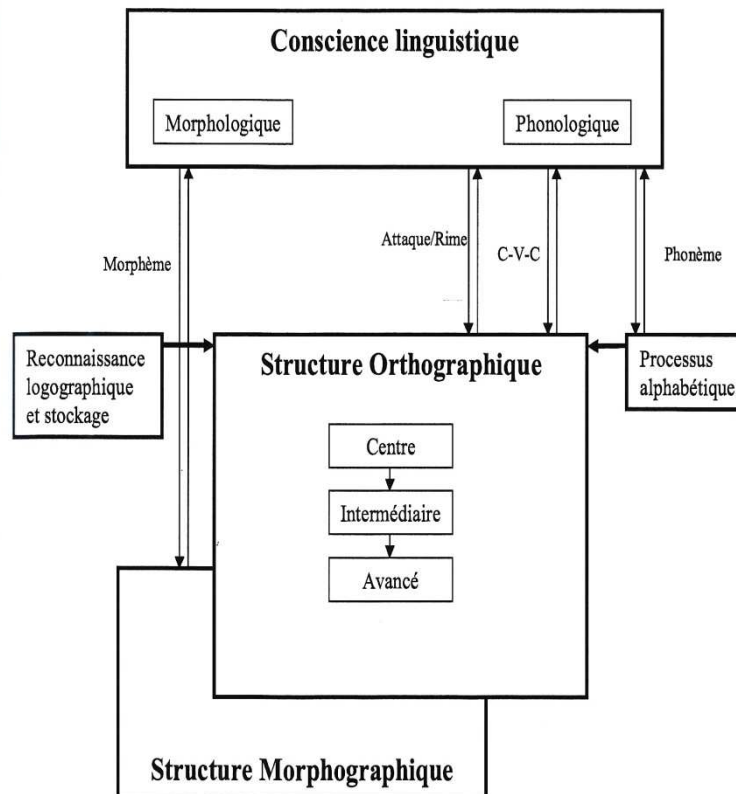 Conscience linguistique
Morphologique
Phonologique
Attaque/Rime
C-V-C
Morphème
Phonème
Reconnaissance
logographique
et stockage
Structure Orthographique
Processus
alphabétique
Centre
Intermédiaire
Avancé
Structure Morphographique